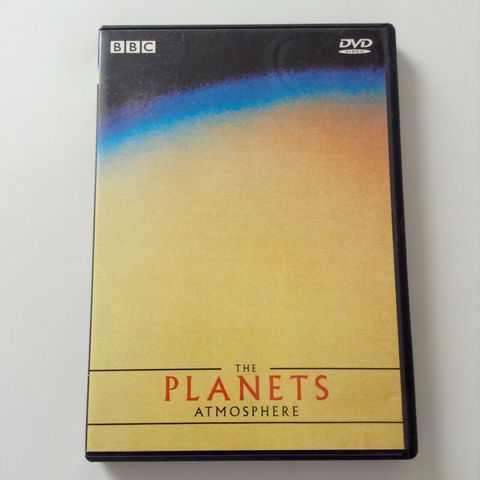 BBC
DVD
VIDEO
THE
PLANETS
ATMOSPHERE